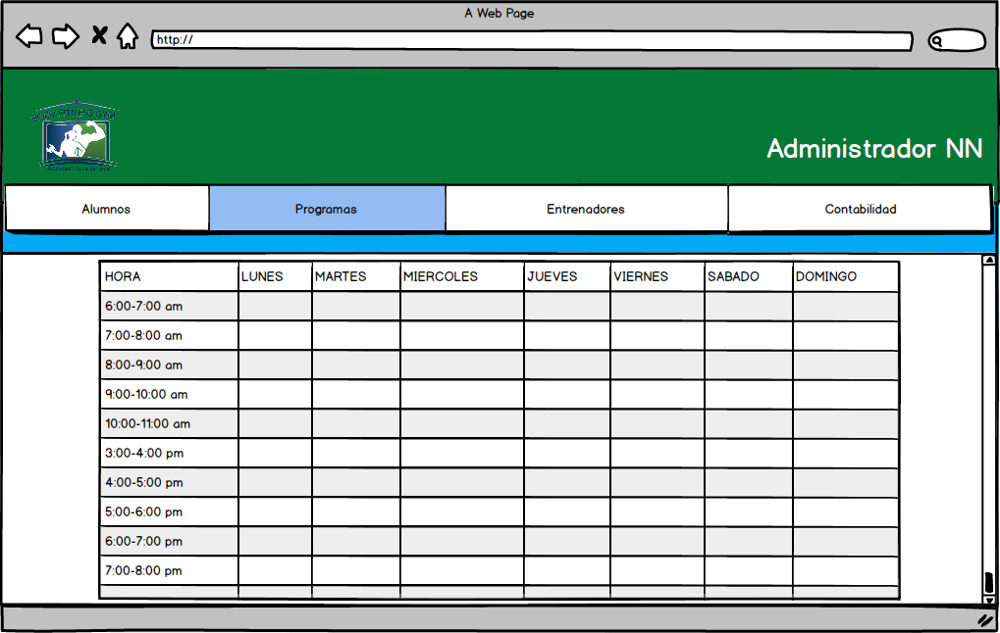 A Web Page
http://
BODY FITNESS GYM
Administrador NN
Alumnos Programas Entrenadores Contabilidad
HORA LUNES MARTES MIERCOLES JUEVES VIERNES SABADO DOMINGO
6:00-7:00 am
7:00-8:00 am
8:00-9:00 am
9:00-10:00 am
10:00-11:00 am
3:00-4:00 pm
4:00-5:00 pm
5:00-6:00 pm
6:00-7:00 pm
7:00-8:00 pm